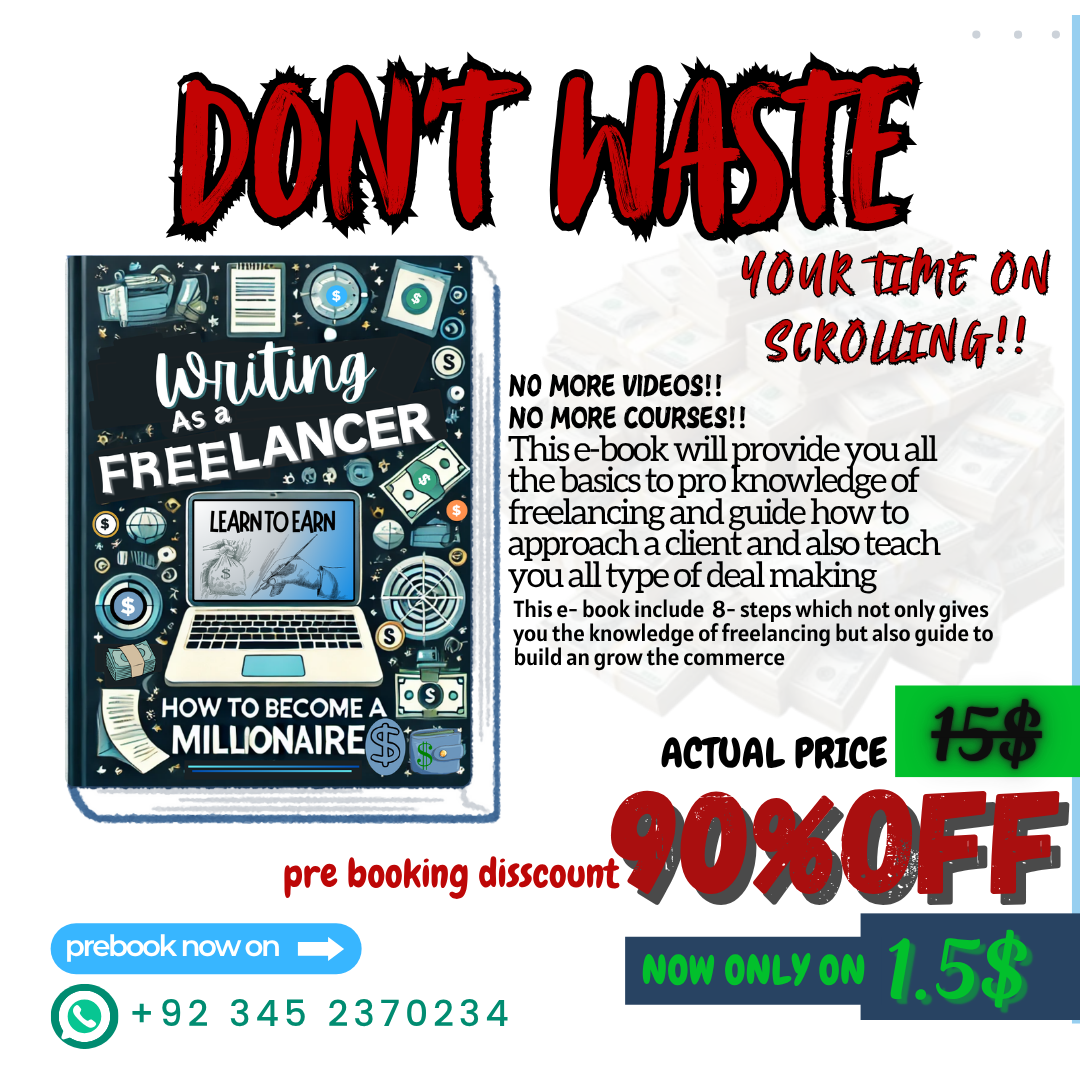 DON'T WASTE
YOUR TIME ON
SCROLLING!!
Writing
As a
FREELANCER
LEARN TO EARN
HOW TO BECOME A
MILLIONAIRE
NO MORE VIDEOS!!
NO MORE COURSES!!
This e-book will provide you all
the basics to pro knowledge of
freelancing and guide how to
approach a client and also teach
you all type of deal making
This e- book include 8- steps which not only gives
you the knowledge of freelancing but also guide to
build an grow the commerce
ACTUAL PRICE 15$
pre booking disscount 90%OFF
NOW ONLY ON 1.5$
prebook now on
+92 345 2370234